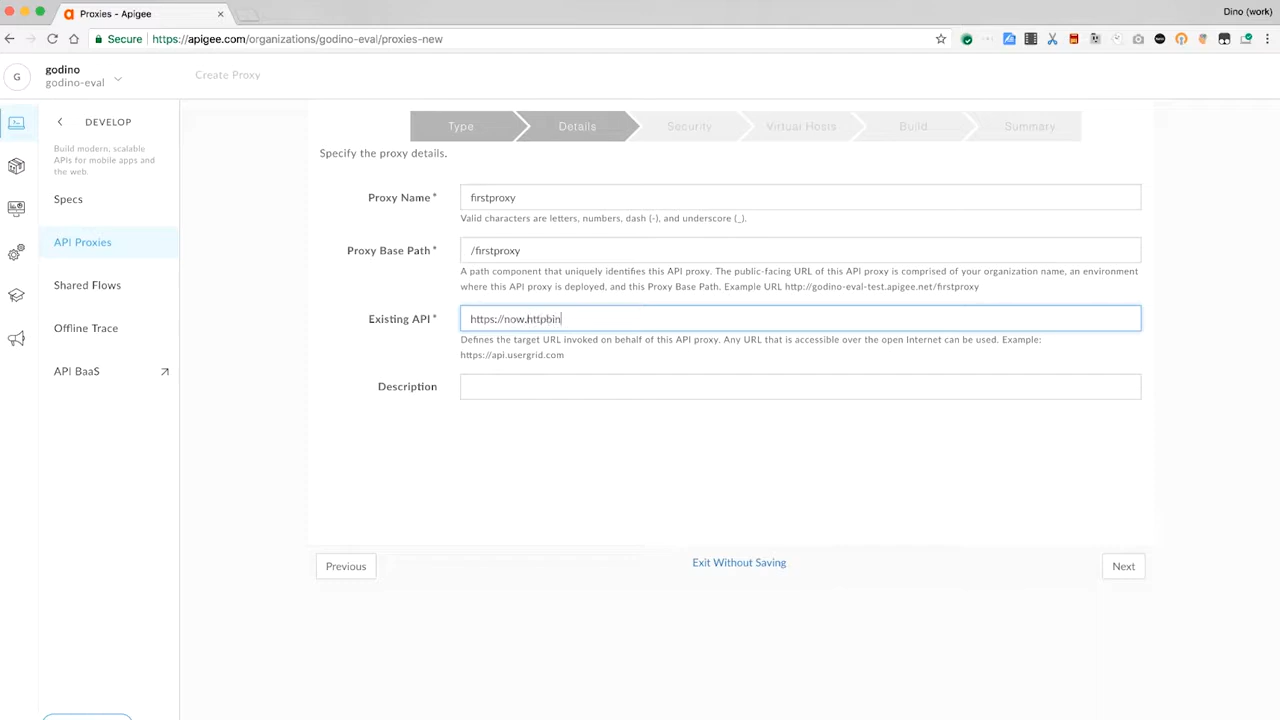 Proxies - Apigee
Dino (work)
Secure
https://apigee.com/organizations/godino-eval/proxies-new
G
godino
godino-eval
Create Proxy
DEVELOP
Build modern, scalable
APIs for mobile apps and
the web.
Specs
API Proxies
Shared Flows
Offline Trace
API BaaS
Type
Details
Security
Virtual Hosts
Build
Summary
Specify the proxy details.
Proxy Name*
firstproxy
Valid characters are letters, numbers, dash (-), and underscore (_).
Proxy Base Path*
/firstproxy
A path component that uniquely identifies this API proxy. The public-facing URL of this API proxy is comprised of your organization name, an environment
where this API proxy is deployed, and this Proxy Base Path. Example URL http://godino-eval-test.apigee.net/firstproxy
Existing API*
https://now.httpbin
Defines the target URL invoked on behalf of this API proxy. Any URL that is accessible over the open Internet can be used. Example:
https://api.usergrid.com
Description
Previous
Exit Without Saving
Next